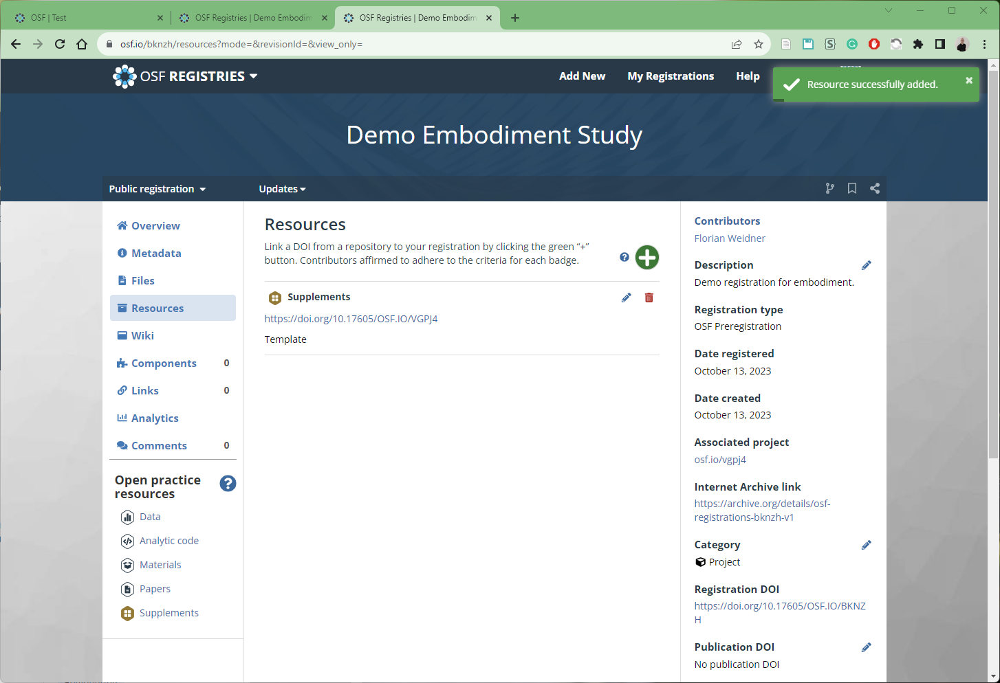 OSF | Test
OSF Registries | Demo Embodim
OSF Registries | Demo Embodim
osf.io/bknzh/resources?mode=&revisionId=&view_only=
OSF REGISTRIES
Add New
My Registrations
Help
Resource successfully added.
Demo Embodiment Study
Public registration
Updates
Overview
Metadata
Files
Resources
Wiki
Components 0
Links 0
Analytics
Comments 0
Open practice
resources
Data
Analytic code
Materials
Papers
Supplements
Resources
Link a DOI from a repository to your registration by clicking the green “+”
button. Contributors affirmed to adhere to the criteria for each badge.
Supplements
https://doi.org/10.17605/OSF.IO/VGPJ4
Template
Contributors
Florian Weidner
Description
Demo registration for embodiment.
Registration type
OSF Preregistration
Date registered
October 13, 2023
Date created
October 13, 2023
Associated project
osf.io/vgpj4
Internet Archive link
https://archive.org/details/osf-
registrations-bknzh-v1
Category
Project
Registration DOI
https://doi.org/10.17605/OSF.IO/BKNZ
H
Publication DOI
No publication DOI